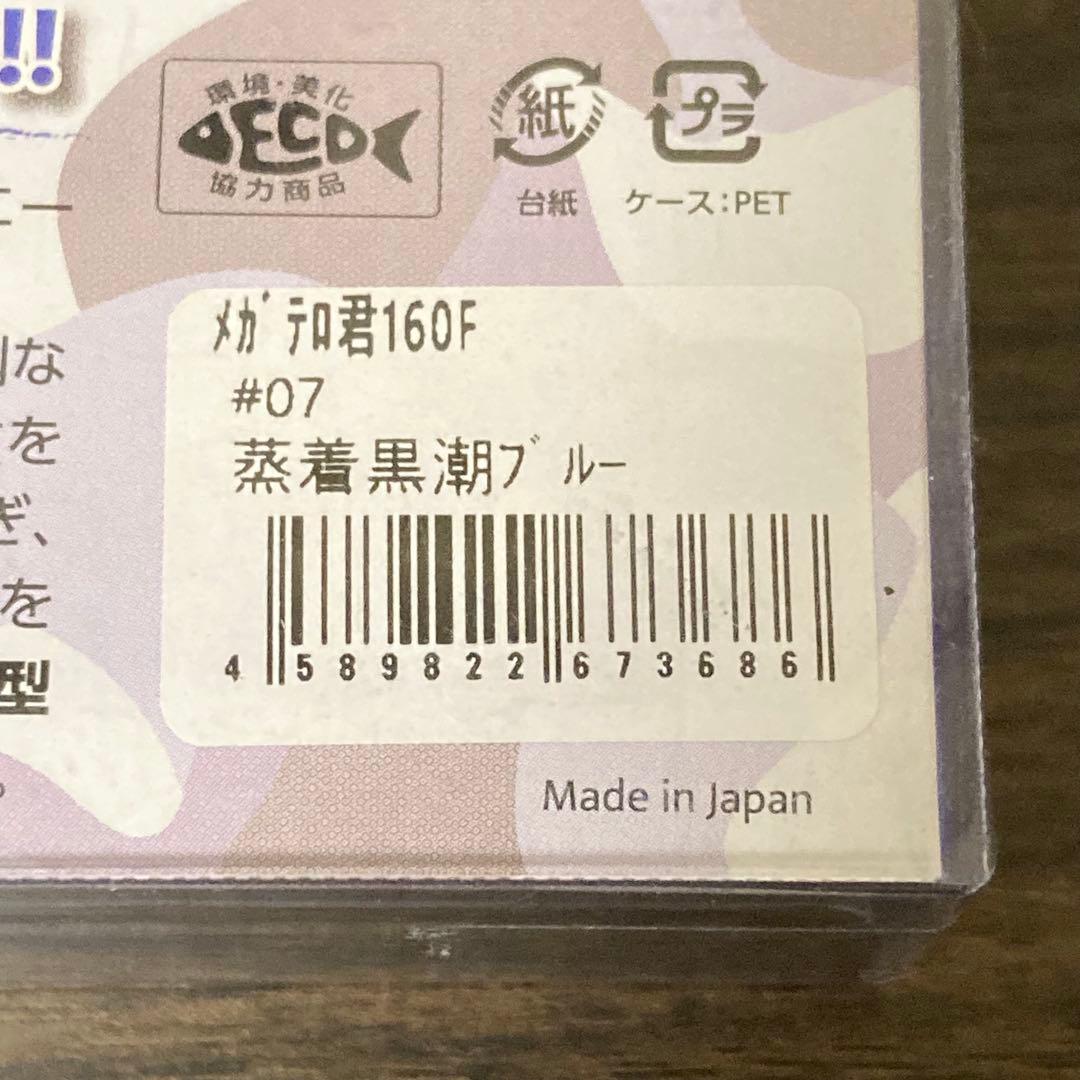 !!
環境・美化
ECO
協力商品
紙
プラ
台紙
ケース:PET
ー
な
を
ぎ、
を
型
。
ﾒｶﾞﾃﾛ君160F
#07
蒸着黒潮ﾌﾞﾙｰ
4 589822 673686
Made in Japan